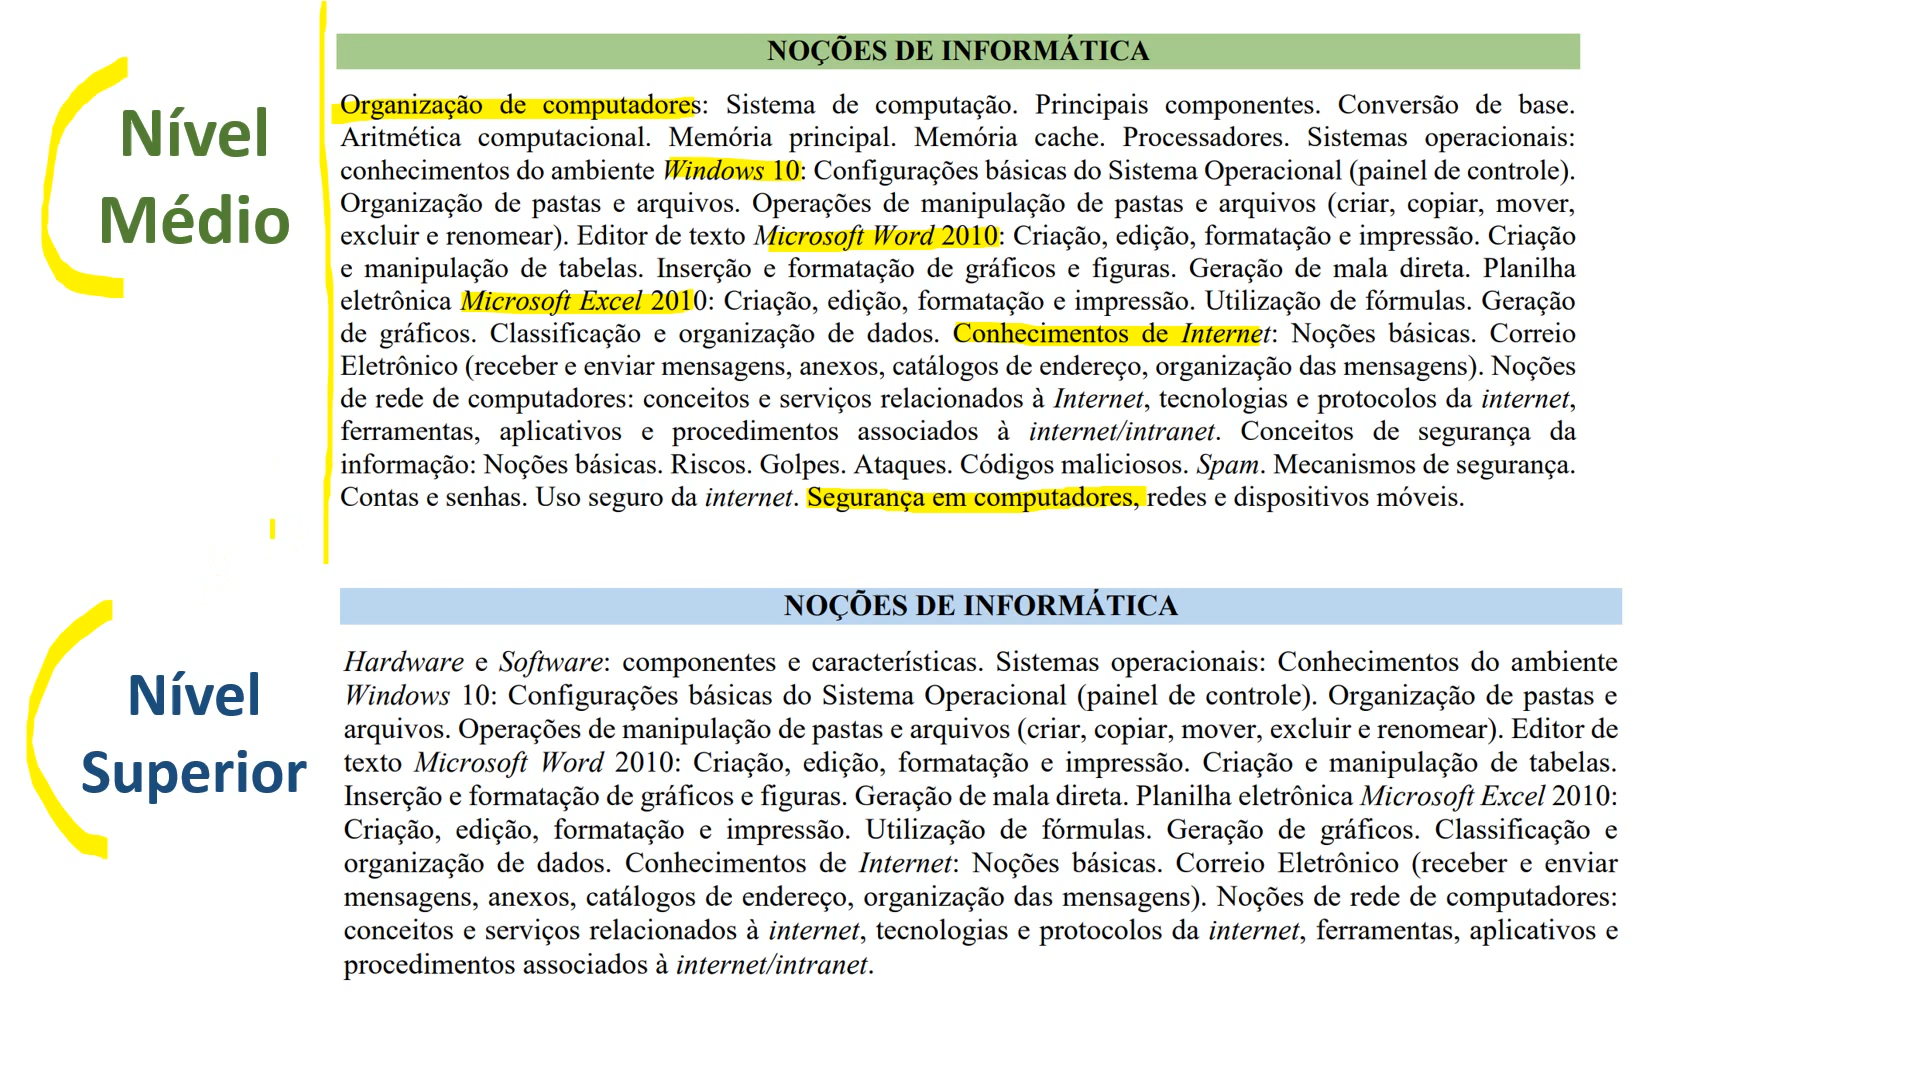 Nível
Médio
NOÇÕES DE INFORMÁTICA
Organização de computadores: Sistema de computação. Principais componentes. Conversão de base.
Aritmética computacional. Memória principal. Memória cache. Processadores. Sistemas operacionais:
conhecimentos do ambiente Windows 10: Configurações básicas do Sistema Operacional (painel de controle).
Organização de pastas e arquivos. Operações de manipulação de pastas e arquivos (criar, copiar, mover,
excluir e renomear). Editor de texto Microsoft Word 2010: Criação, edição, formatação e impressão. Criação
e manipulação de tabelas. Inserção e formatação de gráficos e figuras. Geração de mala direta. Planilha
eletrônica Microsoft Excel 2010: Criação, edição, formatação e impressão. Utilização de fórmulas. Geração
de gráficos. Classificação e organização de dados. Conhecimentos de Internet: Noções básicas. Correio
Eletrônico (receber e enviar mensagens, anexos, catálogos de endereço, organização das mensagens). Noções
de rede de computadores: conceitos e serviços relacionados à Internet, tecnologias e protocolos da internet,
ferramentas, aplicativos e procedimentos associados à internet/intranet. Conceitos de segurança da
informação: Noções básicas. Riscos. Golpes. Ataques. Códigos maliciosos. Spam. Mecanismos de segurança.
Contas e senhas. Uso seguro da internet. Segurança em computadores, redes e dispositivos móveis.
Nível
Superior
NOÇÕES DE INFORMÁTICA
Hardware e Software: componentes e características. Sistemas operacionais: Conhecimentos do ambiente
Windows 10: Configurações básicas do Sistema Operacional (painel de controle). Organização de pastas e
arquivos. Operações de manipulação de pastas e arquivos (criar, copiar, mover, excluir e renomear). Editor de
texto Microsoft Word 2010: Criação, edição, formatação e impressão. Criação e manipulação de tabelas.
Inserção e formatação de gráficos e figuras. Geração de mala direta. Planilha eletrônica Microsoft Excel 2010:
Criação, edição, formatação e impressão. Utilização de fórmulas. Geração de gráficos. Classificação e
organização de dados. Conhecimentos de Internet: Noções básicas. Correio Eletrônico (receber e enviar
mensagens, anexos, catálogos de endereço, organização das mensagens). Noções de rede de computadores:
conceitos e serviços relacionados à internet, tecnologias e protocolos da internet, ferramentas, aplicativos e
procedimentos associados à internet/intranet.